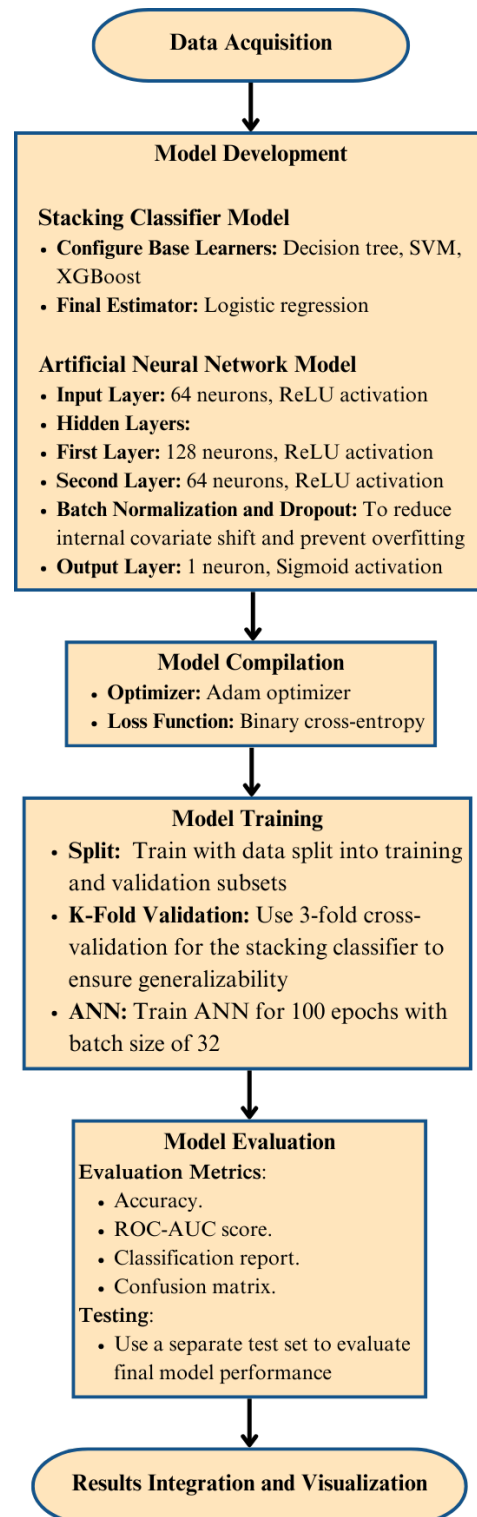 Data Acquisition
Model Development
Stacking Classifier Model
• Configure Base Learners: Decision tree, SVM,
XGBoost
• Final Estimator: Logistic regression
Artificial Neural Network Model
• Input Layer: 64 neurons, ReLU activation
• Hidden Layers:
• First Layer: 128 neurons, ReLU activation
• Second Layer: 64 neurons, ReLU activation
• Batch Normalization and Dropout: To reduce
internal covariate shift and prevent overfitting
• Output Layer: 1 neuron, Sigmoid activation
Model Compilation
• Optimizer: Adam optimizer
• Loss Function: Binary cross-entropy
Model Training
• Split: Train with data split into training
and validation subsets
• K-Fold Validation: Use 3-fold cross-
validation for the stacking classifier to
ensure generalizability
• ANN: Train ANN for 100 epochs with
batch size of 32
Model Evaluation
Evaluation Metrics:
• Accuracy.
• ROC-AUC score.
• Classification report.
• Confusion matrix.
Testing:
• Use a separate test set to evaluate
final model performance
Results Integration and Visualization